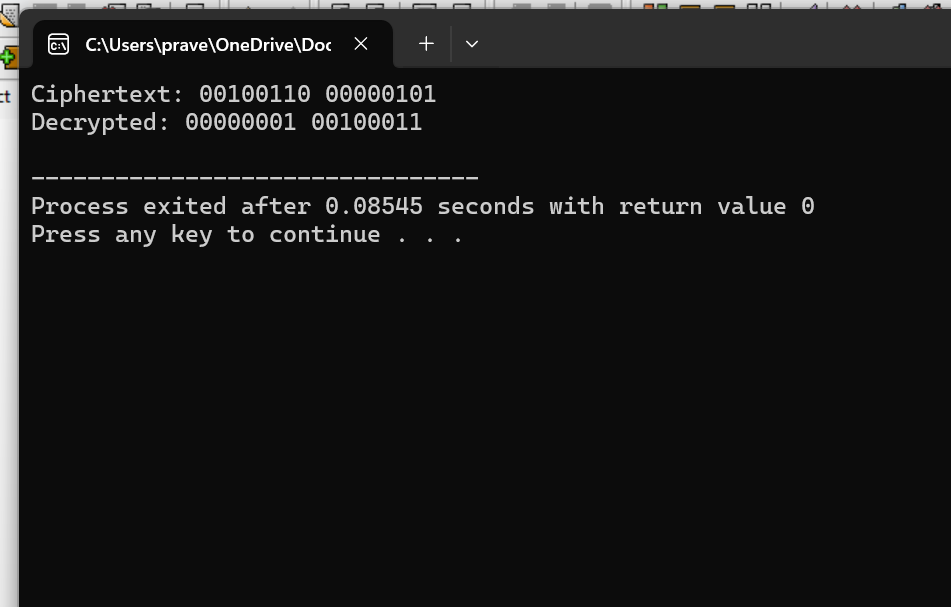 ct
C:\Users\prave\OneDrive\Doc
Ciphertext: 00100110 00000101
Decrypted: 00000001 00100011
--------------------------------
Process exited after 0.08545 seconds with return value 0
Press any key to continue . . .